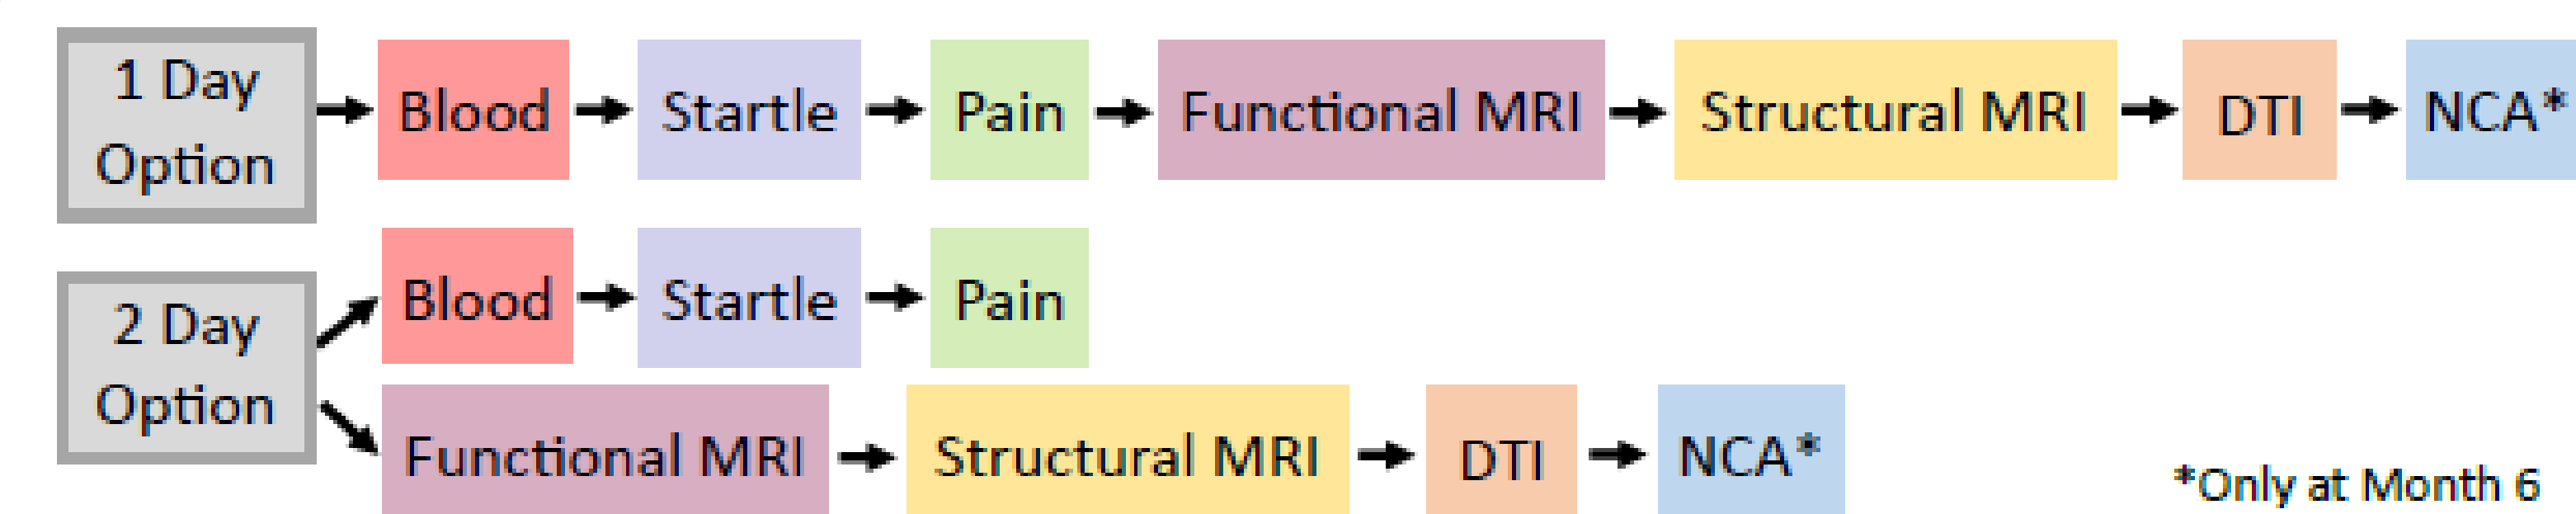 1 Day
Option
Blood
Startle
Pain
Functional MRI
Structural MRI
DTI
NCA*
2 Day
Option
Blood
Startle
Pain
Functional MRI
Structural MRI
DTI
NCA*
*Only at Month 6